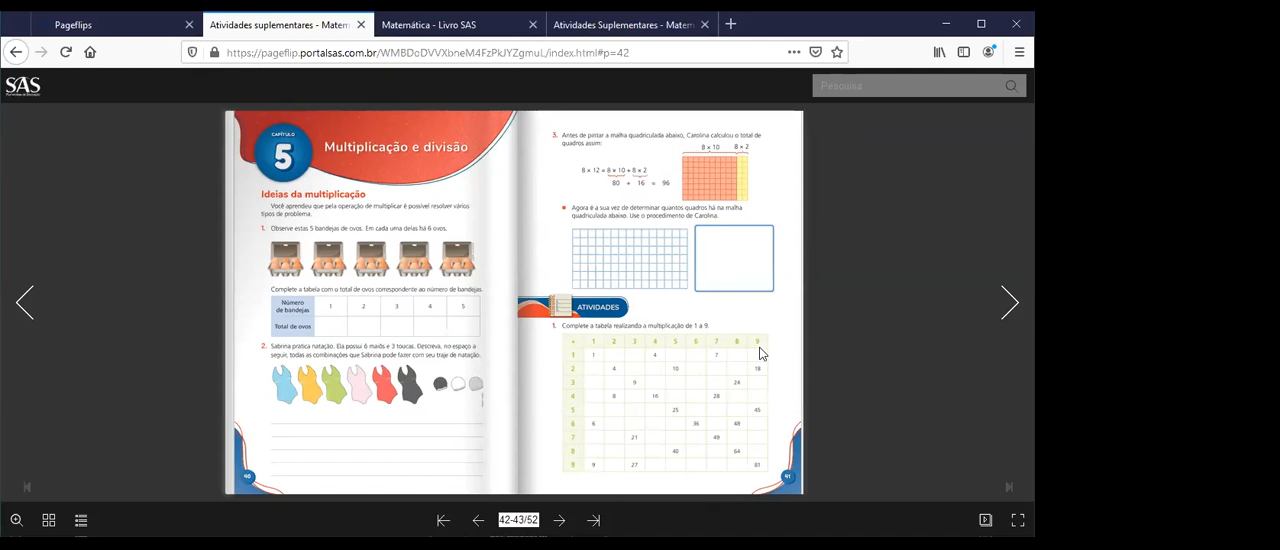 Pageflips
Atividades suplementares - Matem
Matemática - Livro SAS
Atividades Suplementares - Matem
https://pageflip.portalsas.com.br/WMBDoDVVXbneM4FzPkJYZgmuL/index.html#p=42
SAS
Pesquisa
CAPÍTULO
5
Multiplicação e divisão
Ideias da multiplicação
Você aprendeu que pela operação de multiplicar é possível resolver vários
tipos de problema.
1. Observe estas 5 bandejas de ovos. Em cada uma delas há 6 ovos.
Complete a tabela com o total de ovos correspondente ao número de bandejas.
Número de bandejas 1 2 3 4 5
Total de ovos
2. Sabrina pratica natação. Ela possui 6 maiôs e 3 toucas. Descreva, no espaço a
seguir, todas as combinações que Sabrina pode fazer com seu traje de natação.
40
3. Antes de pintar a malha quadriculada abaixo, Carolina calculou o total de
quadros assim:
8 × 10 8 × 2
8 × 12 = 8 × 10 + 8 × 2
80 + 16 = 96
Agora é a sua vez de determinar quantos quadros há na malha
quadriculada abaixo. Use o procedimento de Carolina.
ATIVIDADES
1. Complete a tabela realizando a multiplicação de 1 a 9.
× 1 2 3 4 5 6 7 8 9
1 1 4 7
2 4 10 18
3 9 24
4 8 16 28
5 25 45
6 6 36 48
7 21 49
8 40 64
9 9 27 81
41
42-43/52